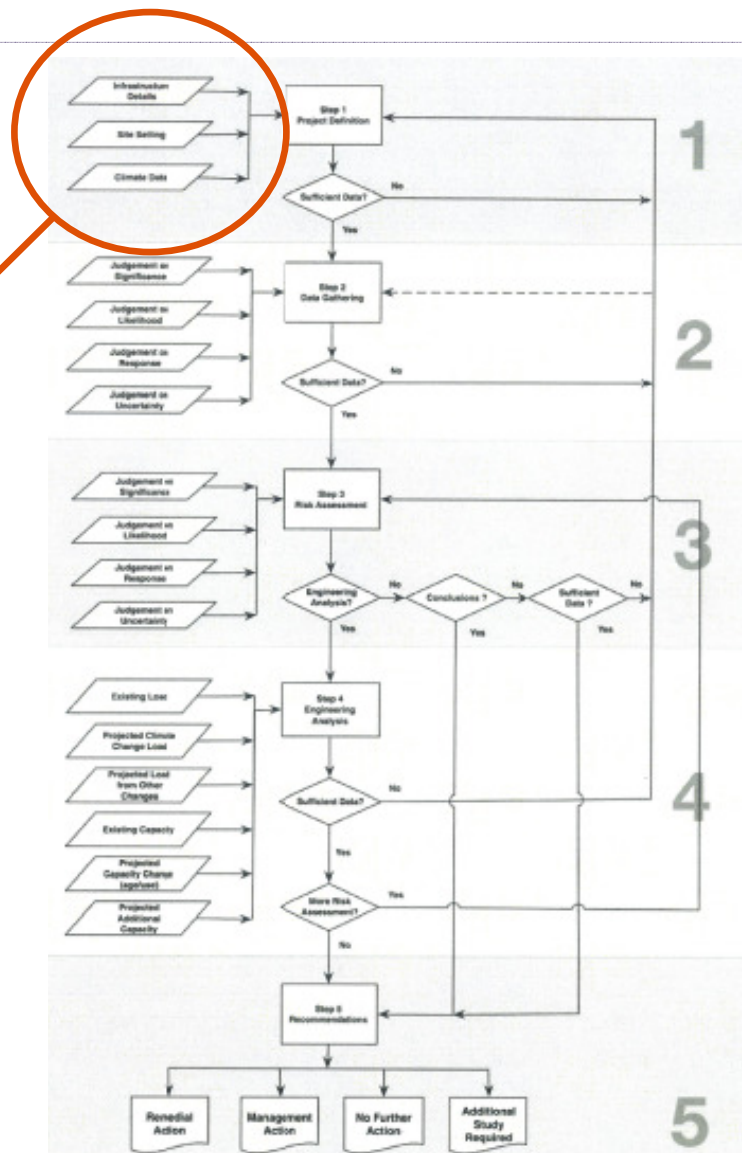 Infrastructure
Details
Site Setting
Climate Data
Step 1
Project Definition
1
Sufficient Data?
No
Yes
Judgement on
Significance
Judgement on
Likelihood
Judgement on
Response
Judgement on
Uncertainty
Step 2
Data Gathering
2
Sufficient Data?
No
Yes
Judgement on
Significance
Judgement on
Likelihood
Judgement on
Response
Judgement on
Uncertainty
Step 3
Risk Assessment
3
Engineering
Analysis?
No
Conclusions ?
No
Sufficient
Data ?
No
Yes
Yes
Yes
Existing Load
Projected Climate
Change Load
Projected Load
from Other
Changes
Existing Capacity
Projected
Capacity Change
(age/use)
Projected
Additional
Capacity
Step 4
Engineering
Analysis
4
Sufficient Data?
No
Yes
More Risk
Assessment?
Yes
No
Step 5
Recommendations
Remedial
Action
Management
Action
No Further
Action
Additional
Study
Required
5